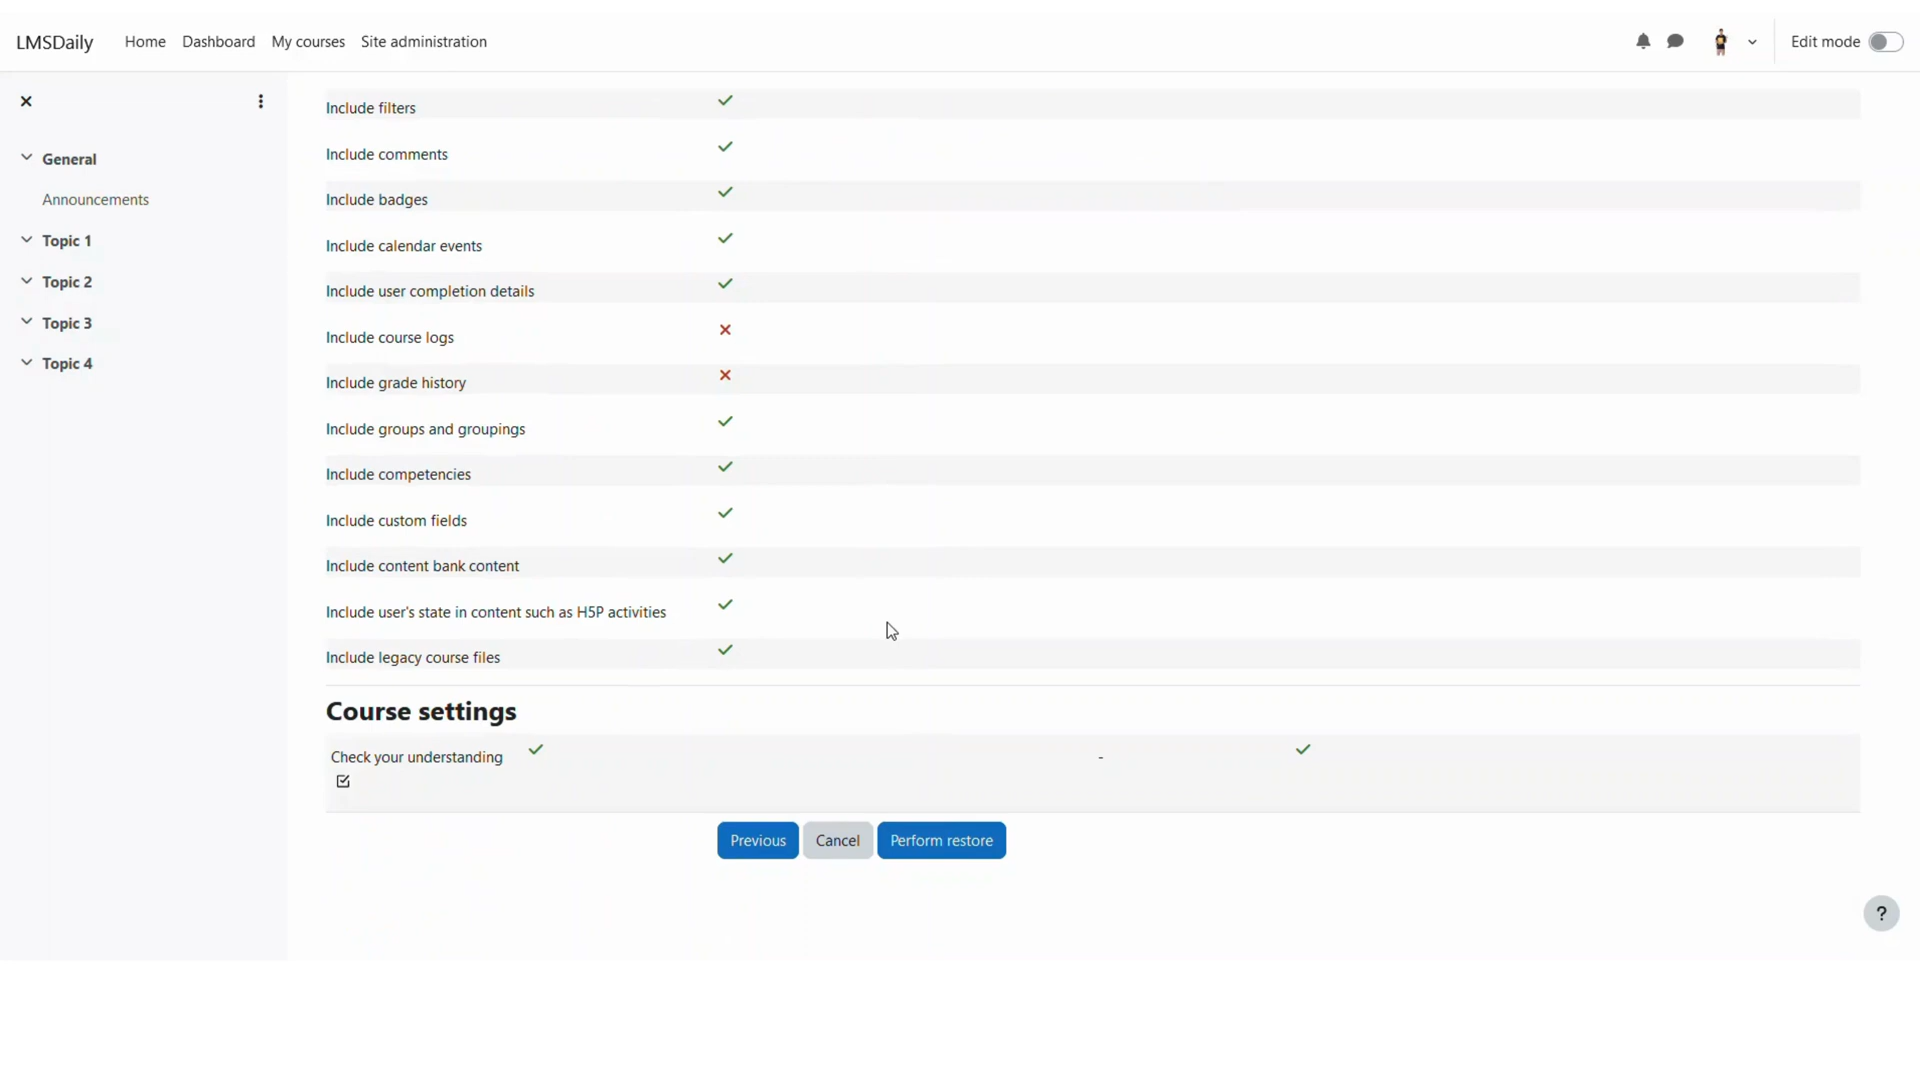 LMSDaily Home Dashboard My courses Site administration Edit mode
General
Announcements
Topic 1
Topic 2
Topic 3
Topic 4
Include filters
Include comments
Include badges
Include calendar events
Include user completion details
Include course logs
Include grade history
Include groups and groupings
Include competencies
Include custom fields
Include content bank content
Include user's state in content such as H5P activities
Include legacy course files
Course settings
Check your understanding -
Previous Cancel Perform restore
?